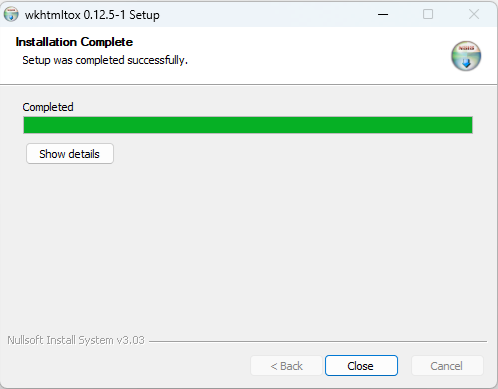 wkhtmltox 0.12.5-1 Setup
Installation Complete
Setup was completed successfully.
Completed
Show details
Nullsoft Install System v3.03
< Back
Close
Cancel